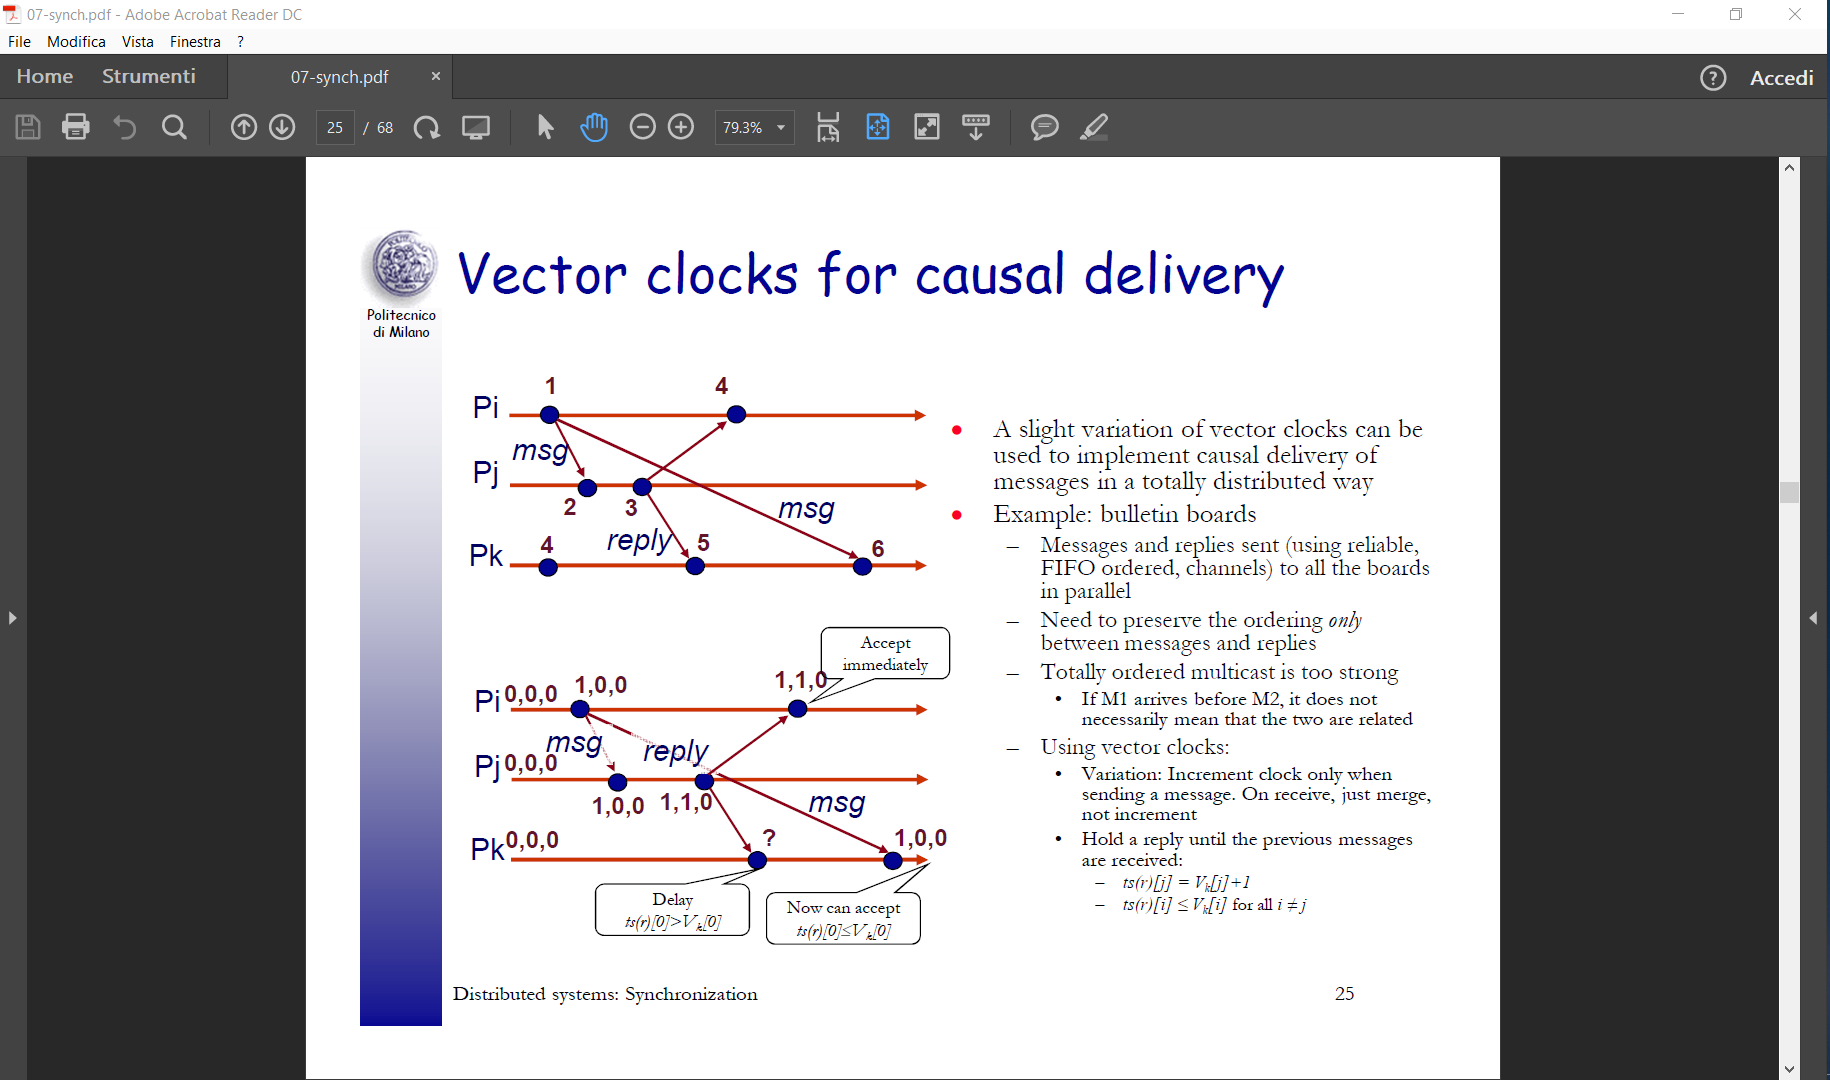 07-synch.pdf - Adobe Acrobat Reader DC
File Modifica Vista Finestra ?
Home Strumenti 07-synch.pdf × ? Accedi
25 / 68 79.3%
Politecnico
di Milano
Vector clocks for causal delivery
1 4
Pi
msg
Pj
2 3 msg
reply
4 5 6
Pk
Accept
immediately
Pi 0,0,0 1,0,0 1,1,0
msg reply
Pj 0,0,0
1,0,0 1,1,0 msg
Pk 0,0,0 ? 1,0,0
Delay
ts(r)[0]>Vk[0]
Now can accept
ts(r)[0]≤Vk[0]
• A slight variation of vector clocks can be
used to implement causal delivery of
messages in a totally distributed way
• Example: bulletin boards
– Messages and replies sent (using reliable,
FIFO ordered, channels) to all the boards
in parallel
– Need to preserve the ordering only
between messages and replies
– Totally ordered multicast is too strong
• If M1 arrives before M2, it does not
necessarily mean that the two are related
– Using vector clocks:
• Variation: Increment clock only when
sending a message. On receive, just merge,
not increment
• Hold a reply until the previous messages
are received:
– ts(r)[j] = Vk[j]+1
– ts(r)[i] ≤ Vk[i] for all i ≠ j
Distributed systems: Synchronization 25